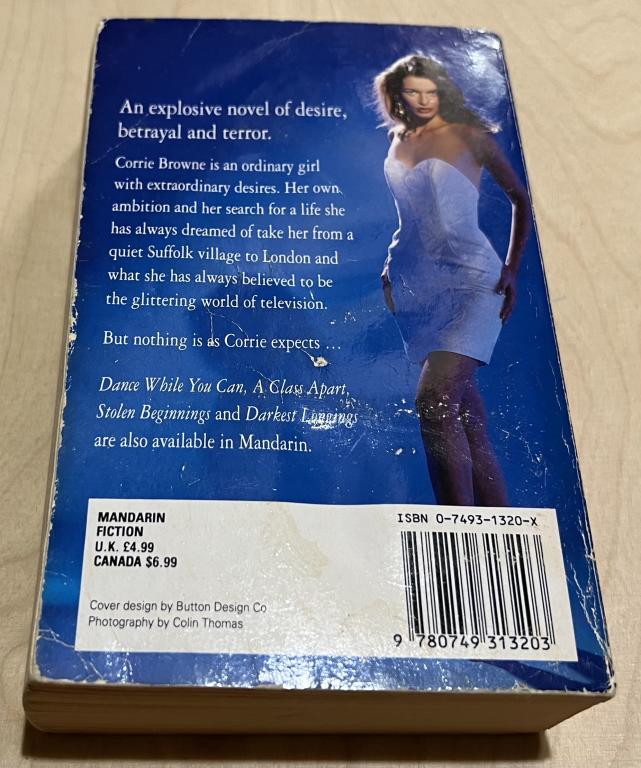 An explosive novel of desire,
betrayal and terror.
Corrie Browne is an ordinary girl
with extraordinary desires. Her own
ambition and her search for a life she
has always dreamed of take her from a
quiet Suffolk village to London and
what she has always believed to be
the glittering world of television.
But nothing is as Corrie expects ...
Dance While You Can, A Class Apart,
Stolen Beginnings and Darkest Longings
are also available in Mandarin.
MANDARIN
FICTION
U.K. £4.99
CANADA $6.99
Cover design by Button Design Co
Photography by Colin Thomas
ISBN 0-7493-1320-X
9 780749 313203